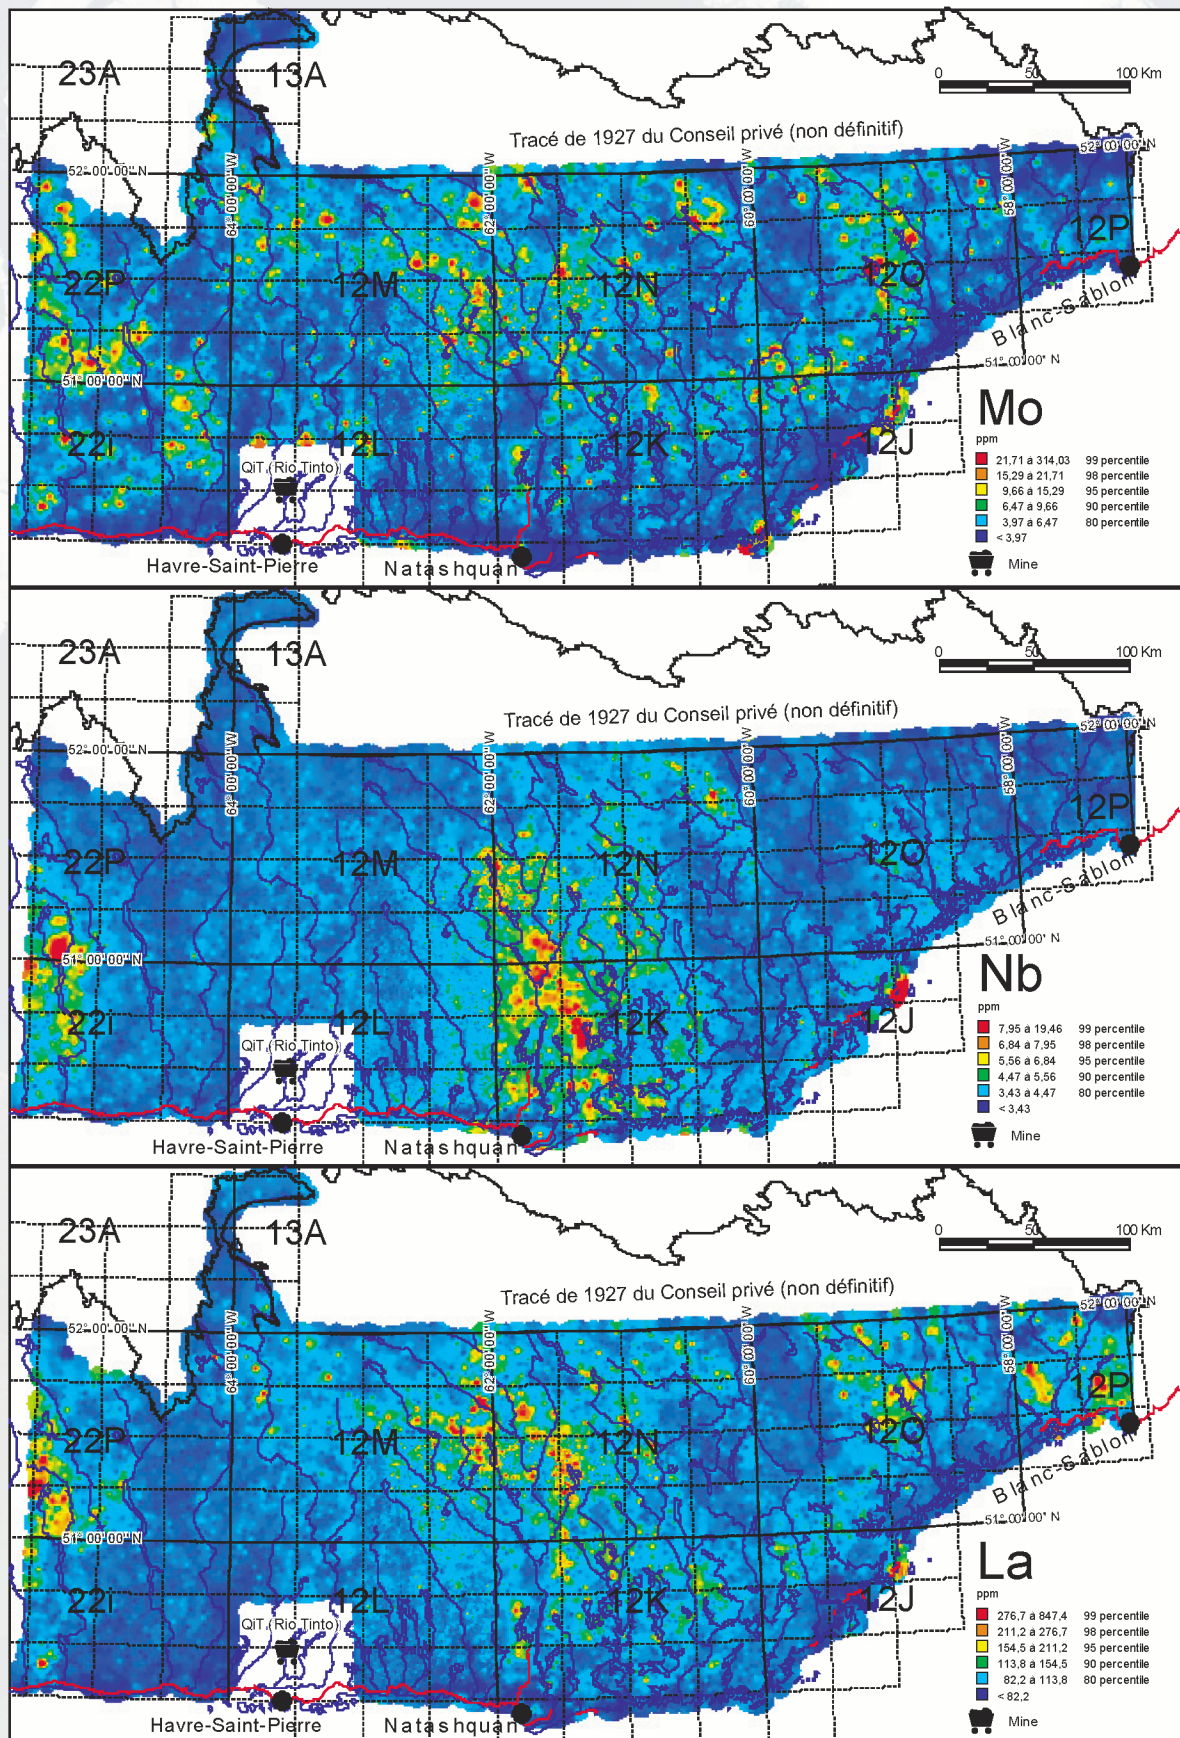 23A
13A
0 50 100 Km
Tracé de 1927 du Conseil privé (non définitif)
52° 00' 00" N
52° 00' 00" N
64° 00' 00" W
62° 00' 00" W
60° 00' 00" W
58° 00' 00" W
12P
22P
12M
12N
12O
Blanc-Sablon
51° 00' 00" N
51° 00' 00" N
22I
12L
12K
12J
QiT (Rio Tinto)
Havre-Saint-Pierre
Natashquan
Mo
ppm
21,71 à 314,03 99 percentile
15,29 à 21,71 98 percentile
9,66 à 15,29 95 percentile
6,47 à 9,66 90 percentile
3,97 à 6,47 80 percentile
< 3,97
Mine
23A
13A
0 50 100 Km
Tracé de 1927 du Conseil privé (non définitif)
52° 00' 00" N
52° 00' 00" N
64° 00' 00" W
62° 00' 00" W
60° 00' 00" W
58° 00' 00" W
12P
22P
12M
12N
12O
Blanc-Sablon
51° 00' 00" N
51° 00' 00" N
22I
12L
12K
12J
QiT (Rio Tinto)
Havre-Saint-Pierre
Natashquan
Nb
ppm
7,95 à 19,46 99 percentile
6,84 à 7,95 98 percentile
5,56 à 6,84 95 percentile
4,47 à 5,56 90 percentile
3,43 à 4,47 80 percentile
< 3,43
Mine
23A
13A
0 50 100 Km
Tracé de 1927 du Conseil privé (non définitif)
52° 00' 00" N
52° 00' 00" N
64° 00' 00" W
62° 00' 00" W
60° 00' 00" W
58° 00' 00" W
12P
22P
12M
12N
12O
Blanc-Sablon
51° 00' 00" N
51° 00' 00" N
22I
12L
12K
12J
QiT (Rio Tinto)
Havre-Saint-Pierre
Natashquan
La
ppm
276,7 à 847,4 99 percentile
211,2 à 276,7 98 percentile
154,5 à 211,2 95 percentile
113,8 à 154,5 90 percentile
82,2 à 113,8 80 percentile
< 82,2
Mine